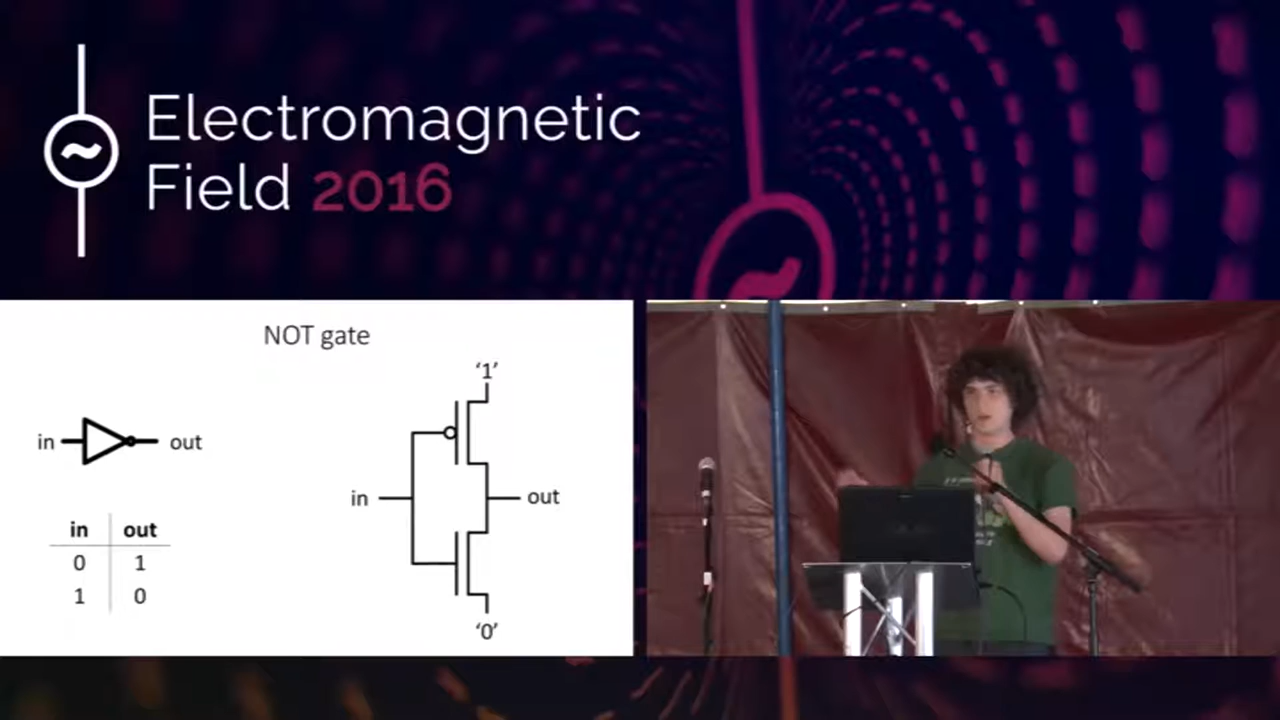 Electromagnetic
Field 2016
NOT gate
in out
in out
0 1
1 0
‘1’
in out
‘0’